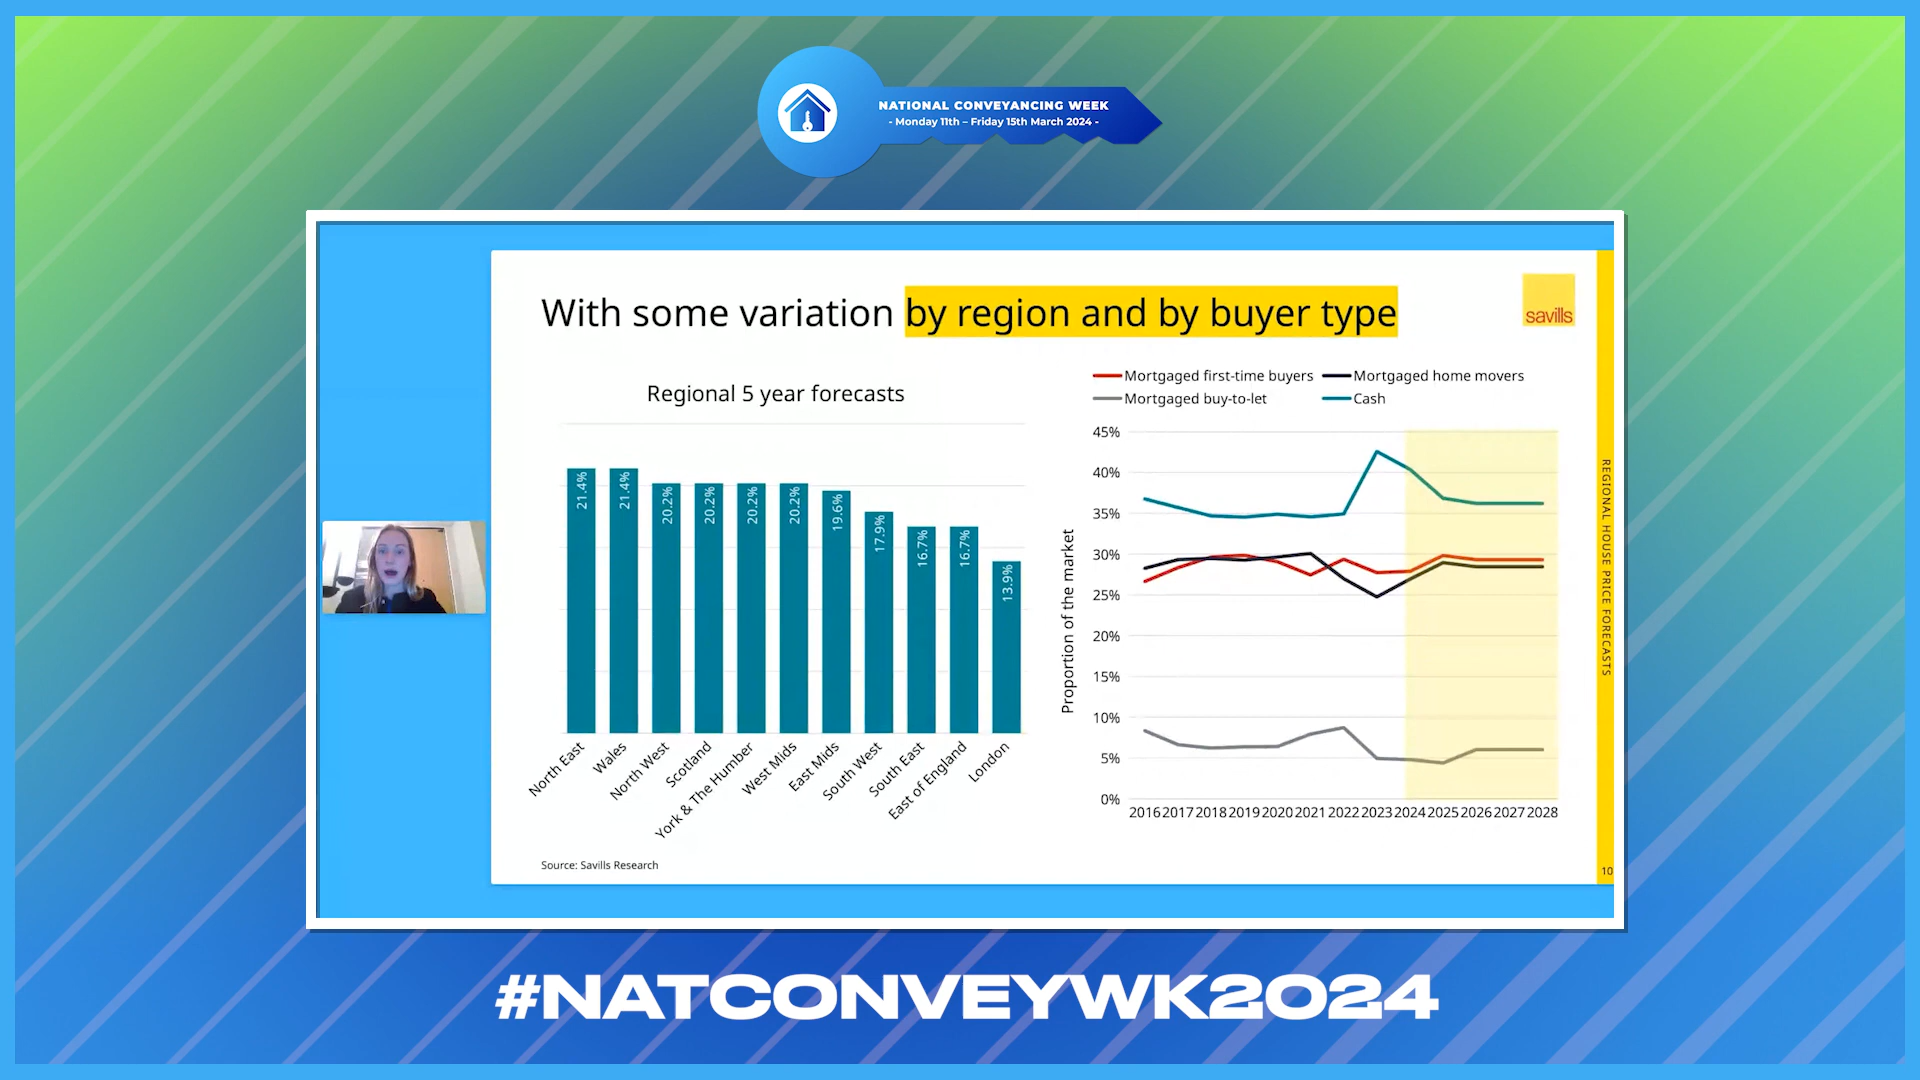 NATIONAL CONVEYANCING WEEK
- Monday 11th – Friday 15th March 2024 -
With some variation by region and by buyer type
savills
Regional 5 year forecasts
21.4%
21.4%
20.2%
20.2%
20.2%
20.2%
19.6%
17.9%
16.7%
16.7%
13.9%
North East
Wales
North West
Scotland
York & The Humber
West Mids
East Mids
South West
South East
East of England
London
Source: Savills Research
Mortgaged first-time buyers
Mortgaged home movers
Mortgaged buy-to-let
Cash
Proportion of the market
45%
40%
35%
30%
25%
20%
15%
10%
5%
0%
2016 2017 2018 2019 2020 2021 2022 2023 2024 2025 2026 2027 2028
REGIONAL HOUSE PRICE FORECASTS
10
#NATCONVEYWK2024